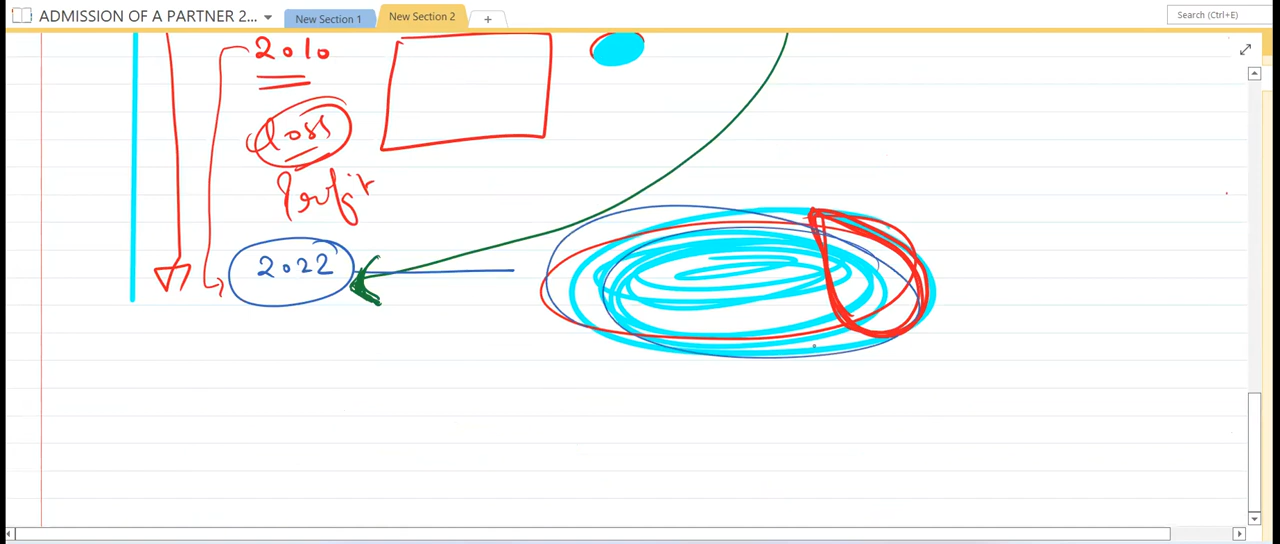 ADMISSION OF A PARTNER 2...
New Section 1
New Section 2
+
Search (Ctrl+E)
2010
loss
Profit
2022